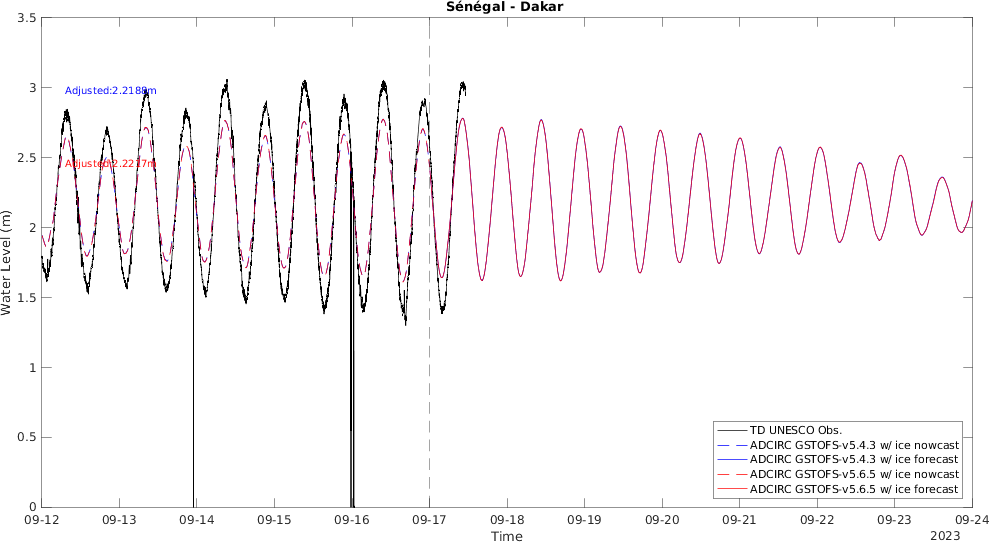 Sénégal - Dakar
3.5
3
2.5
2
1.5
1
0.5
0
Water Level (m)
Adjusted:2.2188m
Adjusted:2.2217m
TD UNESCO Obs.
ADCIRC GSTOFS-v5.4.3 w/ ice nowcast
ADCIRC GSTOFS-v5.4.3 w/ ice forecast
ADCIRC GSTOFS-v5.6.5 w/ ice nowcast
ADCIRC GSTOFS-v5.6.5 w/ ice forecast
09-12 09-13 09-14 09-15 09-16 09-17 09-18 09-19 09-20 09-21 09-22 09-23 09-24
Time
2023